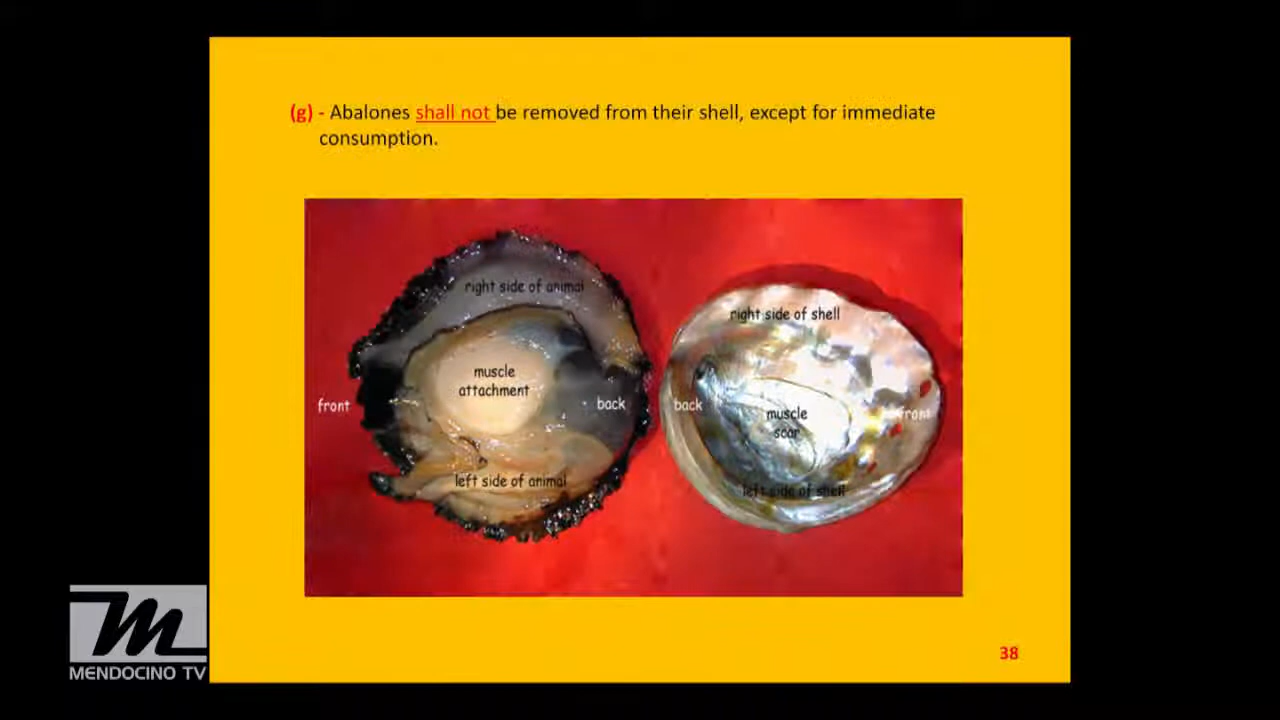 (g) - Abalones shall not be removed from their shell, except for immediate
consumption.
right side of animal
muscle
attachment
front
back
left side of animal
right side of shell
back
muscle
scar
front
left side of shell
38
M
MENDOCINO TV